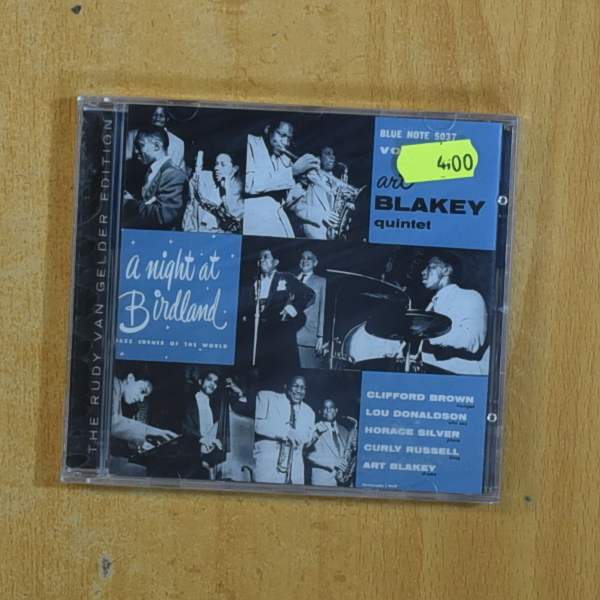 BLUE NOTE 5037
4,00
art
BLAKEY
quintet
a night at
Birdland
JAZZ CORNER OF THE WORLD
CLIFFORD BROWN
LOU DONALDSON
HORACE SILVER
CURLY RUSSELL
ART BLAKEY
THE RUDY VAN GELDER EDITION